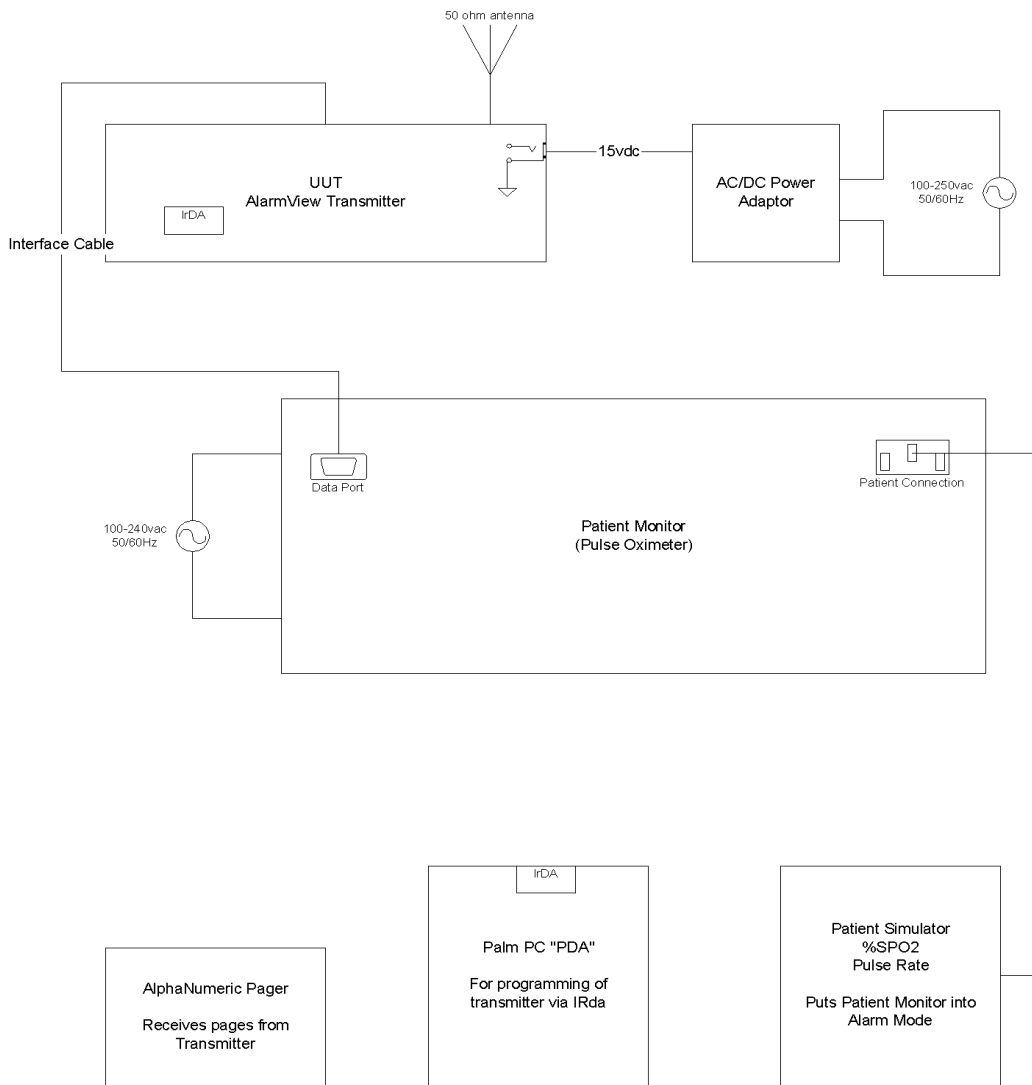 50 ohm antenna
UUT
AlarmView Transmitter
IrDA
15vdc
AC/DC Power
Adaptor
100-250vac
50/60Hz
Interface Cable
Data Port
Patient Connection
100-240vac
50/60Hz
Patient Monitor
(Pulse Oximeter)
IrDA
AlphaNumeric Pager
Receives pages from
Transmitter
Palm PC "PDA"
For programming of
transmitter via IRda
Patient Simulator
%SPO2
Pulse Rate
Puts Patient Monitor into
Alarm Mode